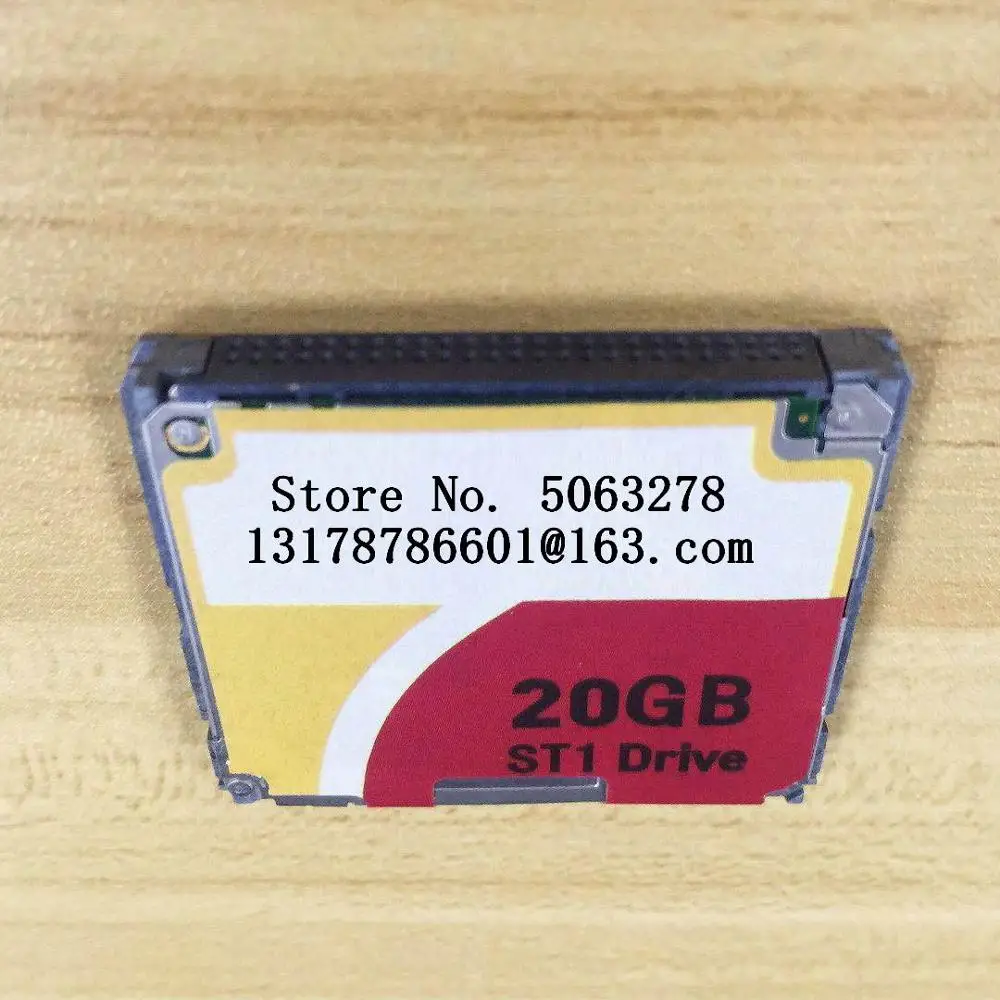 Store No. 5063278
13178786601@163.com
20GB
ST1 Drive